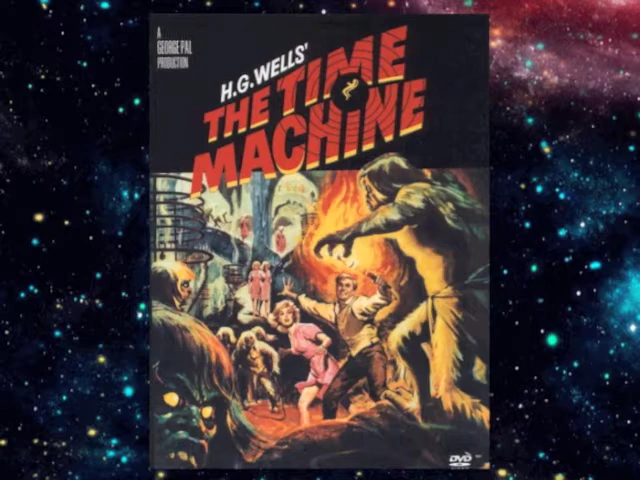 A
GEORGE PAL
PRODUCTION
H.G.WELLS'
THE TIME
MACHINE
DVD